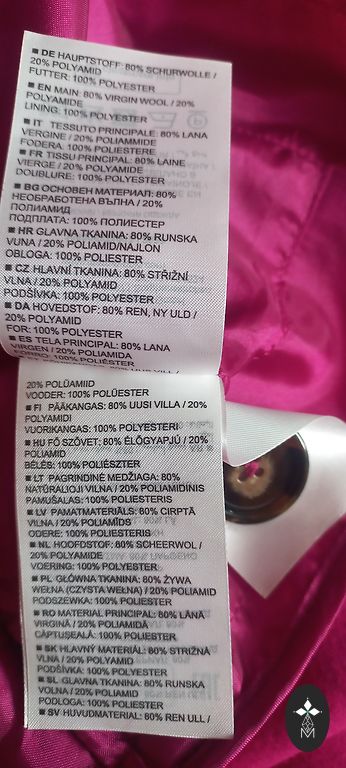 ■ DE HAUPTSTOFF: 80% SCHURWOLLE /
20% POLYAMID
FUTTER: 100% POLYESTER
■ EN MAIN: 80% VIRGIN WOOL / 20%
POLYAMIDE
LINING: 100% POLYESTER
■ IT TESSUTO PRINCIPALE: 80% LANA
VERGINE / 20% POLIAMMIDE
FODERA: 100% POLIESTERE
■ FR TISSU PRINCIPAL: 80% LAINE
VIERGE / 20% POLYAMIDE
DOUBLURE: 100% POLYESTER
■ BG ОСНОВЕН МАТЕРИАЛ: 80%
НЕОБРАБОТЕНА ВЪЛНА / 20%
ПОЛИАМИД
ПОДПЛАТА: 100% ПОЛИЕСТЕР
■ HR GLAVNA TKANINA: 80% RUNSKA
VUNA / 20% POLIAMID/NAJLON
OBLOGA: 100% POLIESTER
■ CZ HLAVNÍ TKANINA: 80% STŘIŽNÍ
VLNA / 20% POLYAMID
PODŠÍVKA: 100% POLYESTER
■ DA HOVEDSTOF: 80% REN, NY ULD /
20% POLYAMID
FOR: 100% POLYESTER
■ ES TELA PRINCIPAL: 80% LANA
VIRGEN / 20% POLIAMIDA
FORRO: 100% POLIÉSTER
20% POLÜAMIID
VOODER: 100% POLÜESTER
■ FI PÄÄKANGAS: 80% UUSI VILLA / 20%
POLYAMIDI
VUORIKANGAS: 100% POLYESTERI
■ HU FŐ SZÖVET: 80% ÉLŐGYAPJÚ / 20%
POLIAMID
BÉLÉS: 100% POLIÉSZTER
■ LT PAGRINDINĖ MEDŽIAGA: 80%
NATŪRALIOJI VILNA / 20% POLIAMIDINIS
PAMUŠALAS: 100% POLIESTERIS
■ LV PAMATMATERIĀLS: 80% CIRPTĀ
VILNA / 20% POLIAMĪDS
ODERE: 100% POLIESTERIS
■ NL HOOFDSTOF: 80% SCHEERWOL /
20% POLYAMIDE
VOERING: 100% POLYESTER
■ PL GŁÓWNA TKANINA: 80% ŻYWA
WEŁNA (CZYSTA WEŁNA) / 20% POLIAMID
PODSZEWKA: 100% POLIESTER
■ RO MATERIAL PRINCIPAL: 80% LÂNĂ
VIRGINĂ / 20% POLIAMIDĂ
CĂPTUȘEALĂ: 100% POLIESTER
■ SK HLAVNÝ MATERIÁL: 80% STRIŽNÁ
VLNA / 20% POLYAMID
PODŠÍVKA: 100% POLYESTER
■ SL GLAVNA TKANINA: 80% RUNSKA
VOLNA / 20% POLIAMID
PODLOGA: 100% POLIESTER
■ SV HUVUDMATERIAL: 80% REN ULL /
M